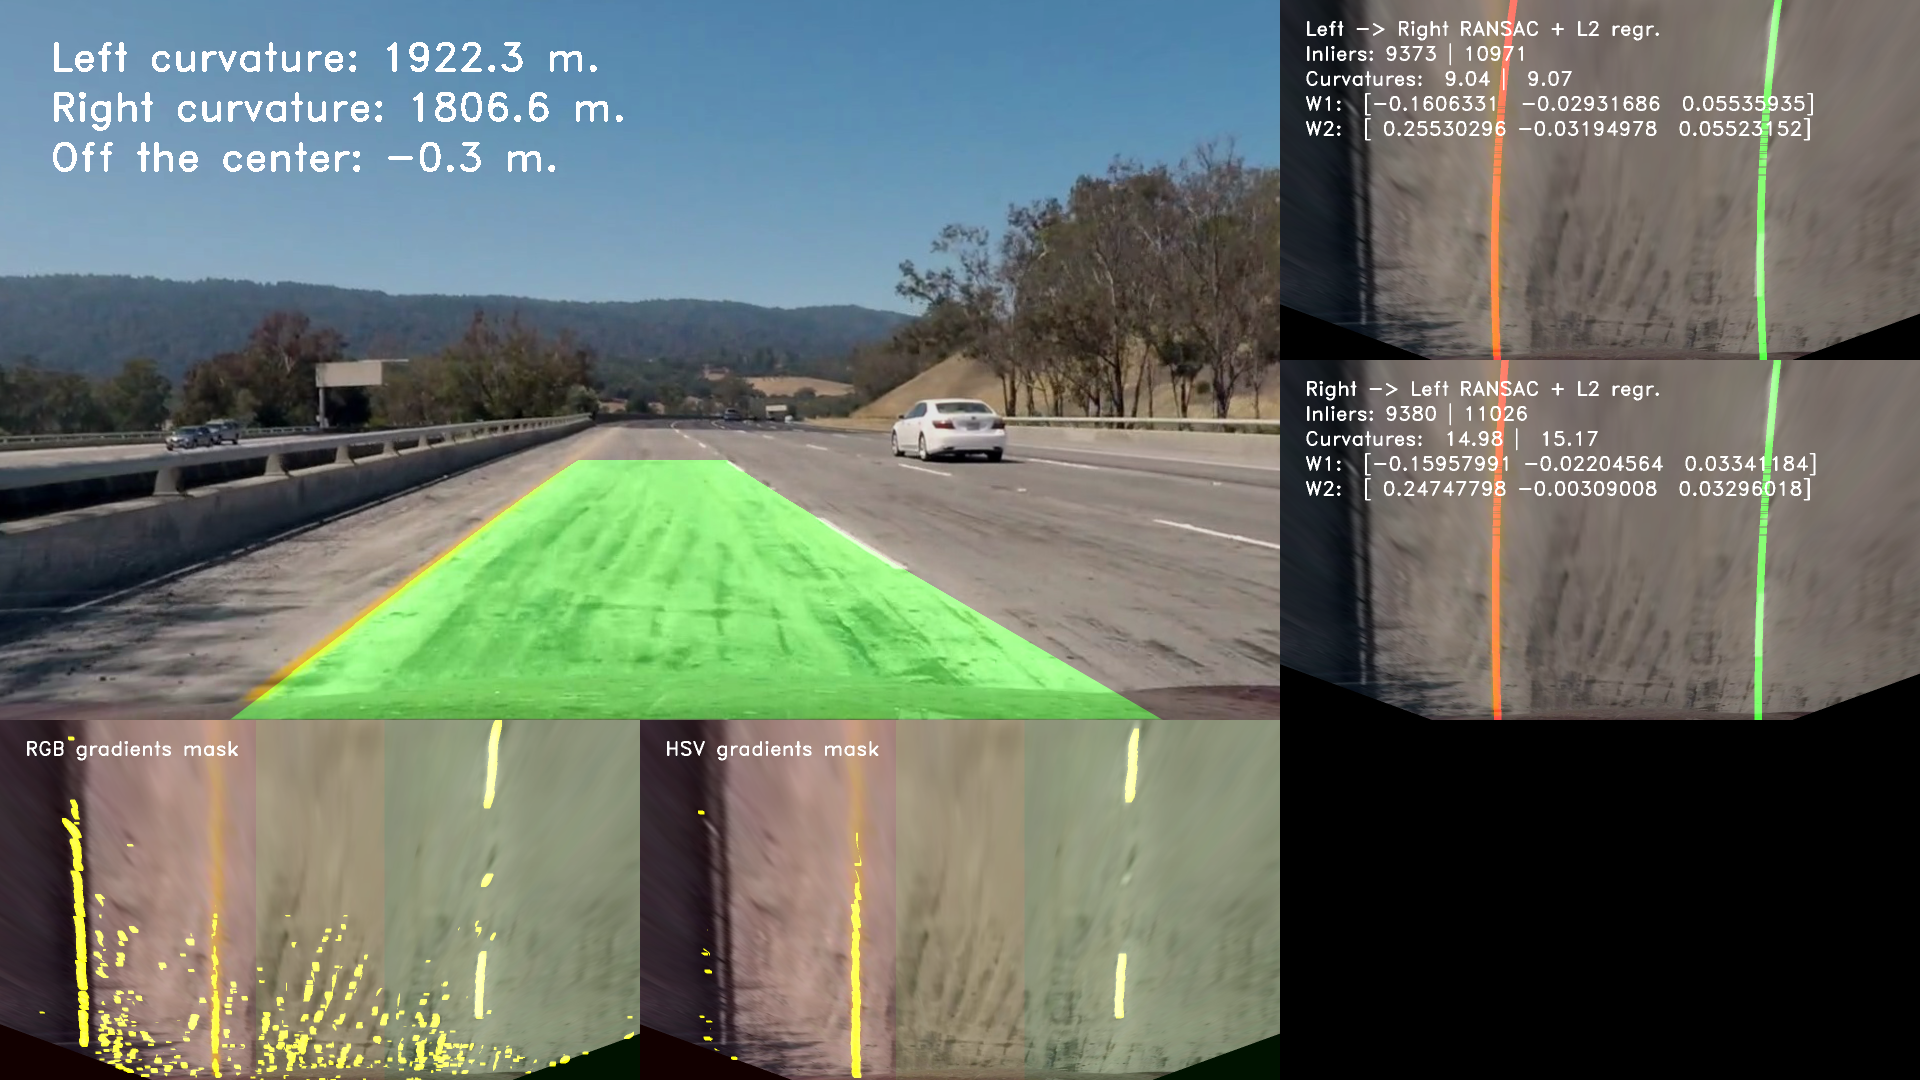 Left curvature: 1922.3 m.
Right curvature: 1806.6 m.
Off the center: -0.3 m.
Left -> Right RANSAC + L2 regr.
Inliers: 9373 | 10971
Curvatures: 9.04 | 9.07
W1: [-0.1606331 -0.02931686 0.05535935]
W2: [ 0.25530296 -0.03194978 0.05523152]
Right -> Left RANSAC + L2 regr.
Inliers: 9380 | 11026
Curvatures: 14.98 | 15.17
W1: [-0.15957991 -0.02204564 0.03341184]
W2: [ 0.24747798 -0.00309008 0.03296018]
RGB gradients mask
HSV gradients mask